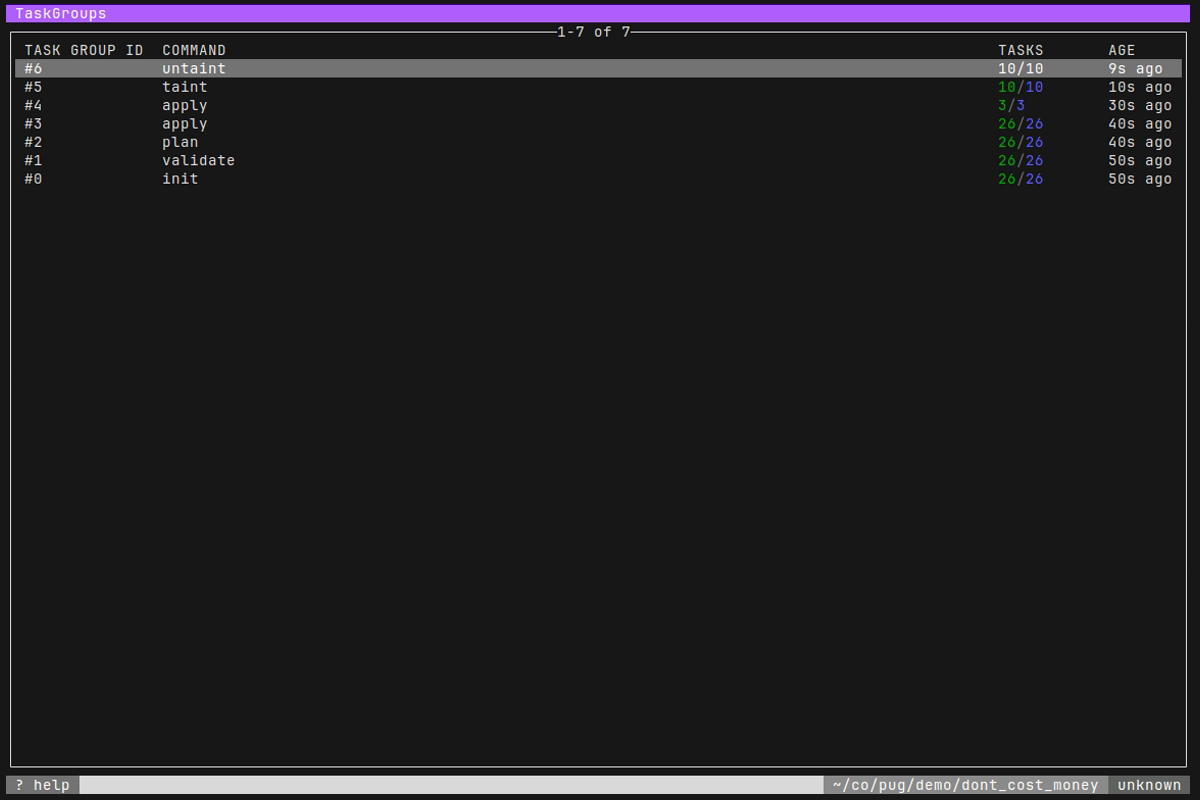 TaskGroups
1-7 of 7
TASK GROUP ID COMMAND TASKS AGE
#6 untaint 10/10 9s ago
#5 taint 10/10 10s ago
#4 apply 3/3 30s ago
#3 apply 26/26 40s ago
#2 plan 26/26 40s ago
#1 validate 26/26 50s ago
#0 init 26/26 50s ago
? help ~/co/pug/demo/dont_cost_money unknown